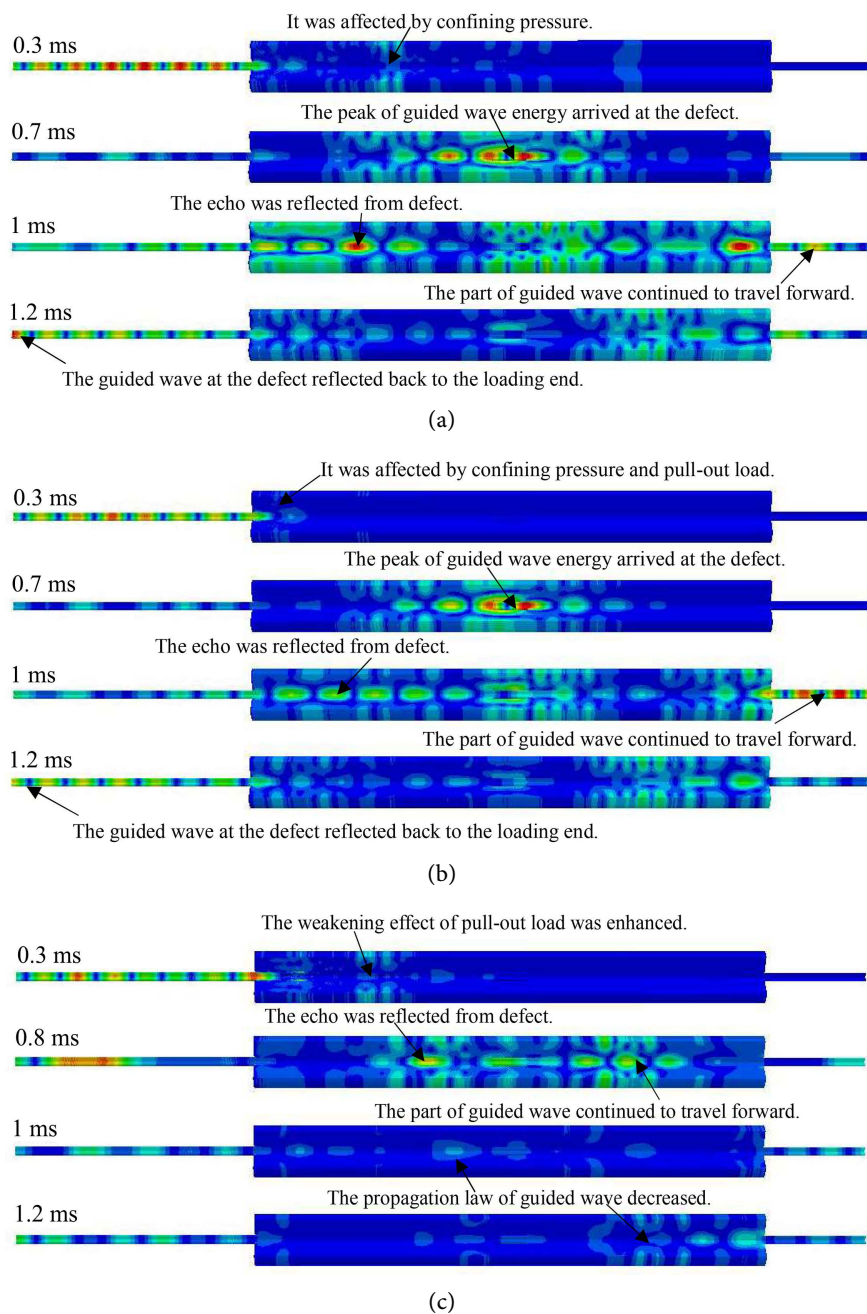 It was affected by confining pressure.
0.3 ms
The peak of guided wave energy arrived at the defect.
0.7 ms
The echo was reflected from defect.
1 ms
The part of guided wave continued to travel forward.
1.2 ms
The guided wave at the defect reflected back to the loading end.
(a)
It was affected by confining pressure and pull-out load.
0.3 ms
The peak of guided wave energy arrived at the defect.
0.7 ms
The echo was reflected from defect.
1 ms
The part of guided wave continued to travel forward.
1.2 ms
The guided wave at the defect reflected back to the loading end.
(b)
The weakening effect of pull-out load was enhanced.
0.3 ms
The echo was reflected from defect.
0.8 ms
The part of guided wave continued to travel forward.
1 ms
The propagation law of guided wave decreased.
1.2 ms
(c)